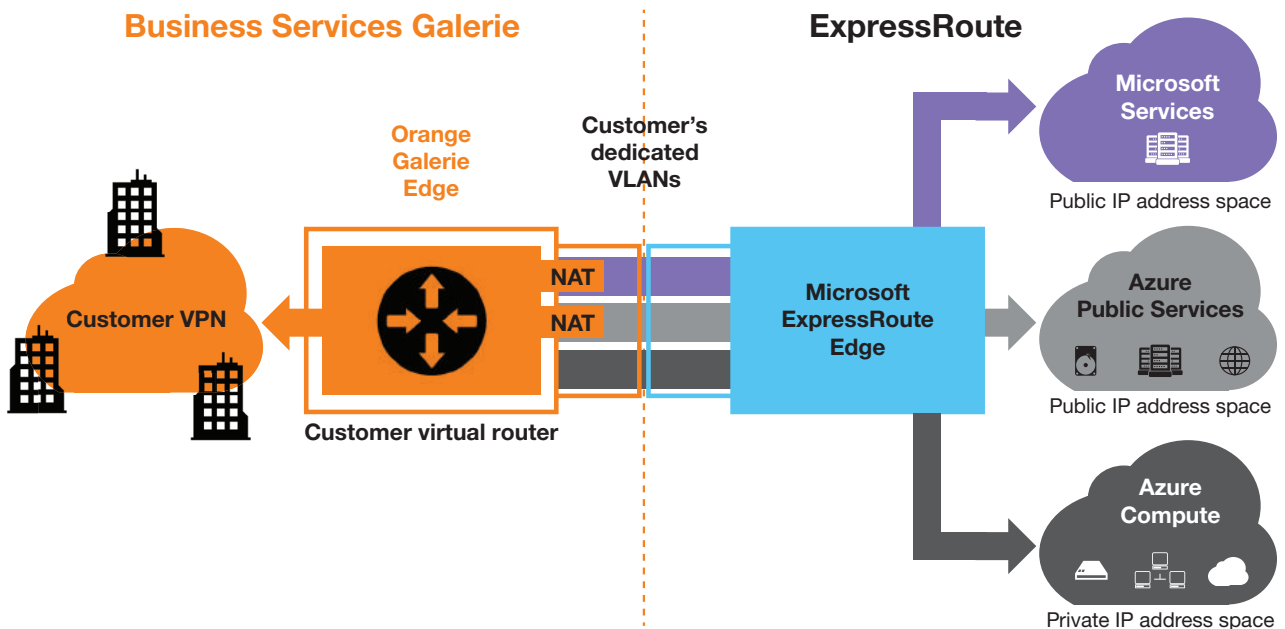 Business Services Galerie
ExpressRoute
Orange
Galerie
Edge
Customer's
dedicated
VLANs
Customer VPN
NAT
NAT
Customer virtual router
Microsoft
ExpressRoute
Edge
Microsoft
Services
Public IP address space
Azure
Public Services
Public IP address space
Azure
Compute
Private IP address space